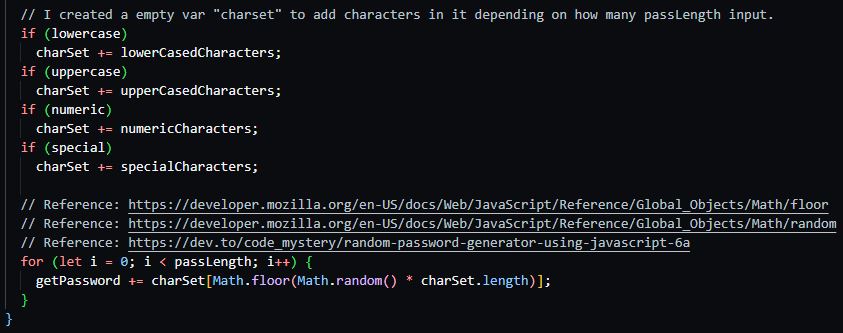 // I created a empty var "charset" to add characters in it depending on how many passLength input.
if (lowercase)
charSet += lowerCasedCharacters;
if (uppercase)
charSet += upperCasedCharacters;
if (numeric)
charSet += numericCharacters;
if (special)
charSet += specialCharacters;
// Reference: https://developer.mozilla.org/en-US/docs/Web/JavaScript/Reference/Global_Objects/Math/floor
// Reference: https://developer.mozilla.org/en-US/docs/Web/JavaScript/Reference/Global_Objects/Math/random
// Reference: https://dev.to/code_mystery/random-password-generator-using-javascript-6a
for (let i = 0; i < passLength; i++) {
getPassword += charSet[Math.floor(Math.random() * charSet.length)];
}
}